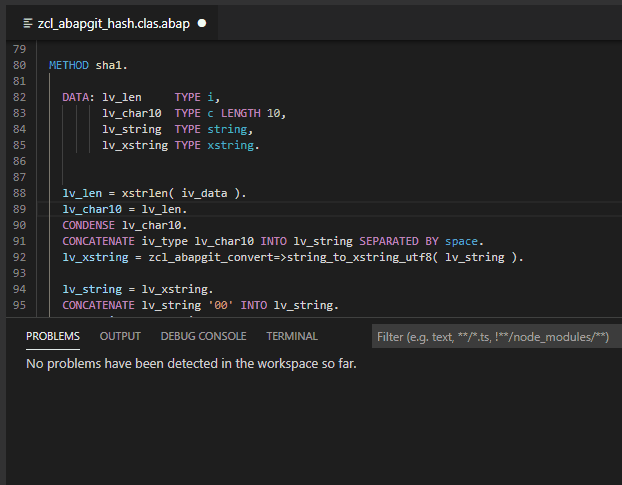 zcl_abapgit_hash.clas.abap
79
80 METHOD sha1.
81
82 DATA: lv_len TYPE i,
83 lv_char10 TYPE c LENGTH 10,
84 lv_string TYPE string,
85 lv_xstring TYPE xstring.
86
87
88 lv_len = xstrlen( iv_data ).
89 lv_char10 = lv_len.
90 CONDENSE lv_char10.
91 CONCATENATE iv_type lv_char10 INTO lv_string SEPARATED BY space.
92 lv_xstring = zcl_abapgit_convert=>string_to_xstring_utf8( lv_string ).
93
94 lv_string = lv_xstring.
95 CONCATENATE lv_string '00' INTO lv_string.
PROBLEMS OUTPUT DEBUG CONSOLE TERMINAL Filter (e.g. text, **/*.ts, !**/node_modules/**)
No problems have been detected in the workspace so far.